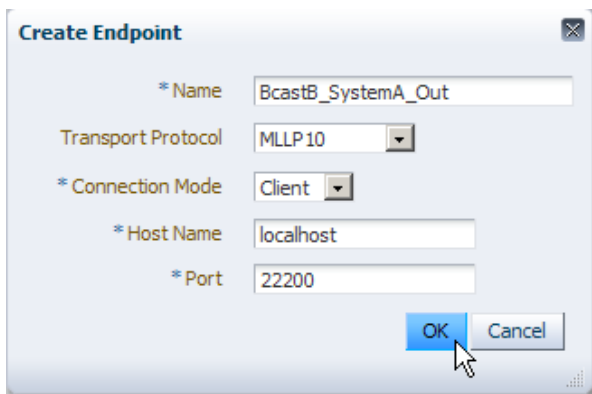 Create Endpoint
* Name BcastB_SystemA_Out
Transport Protocol MLLP10
* Connection Mode Client
* Host Name localhost
* Port 22200
OK Cancel